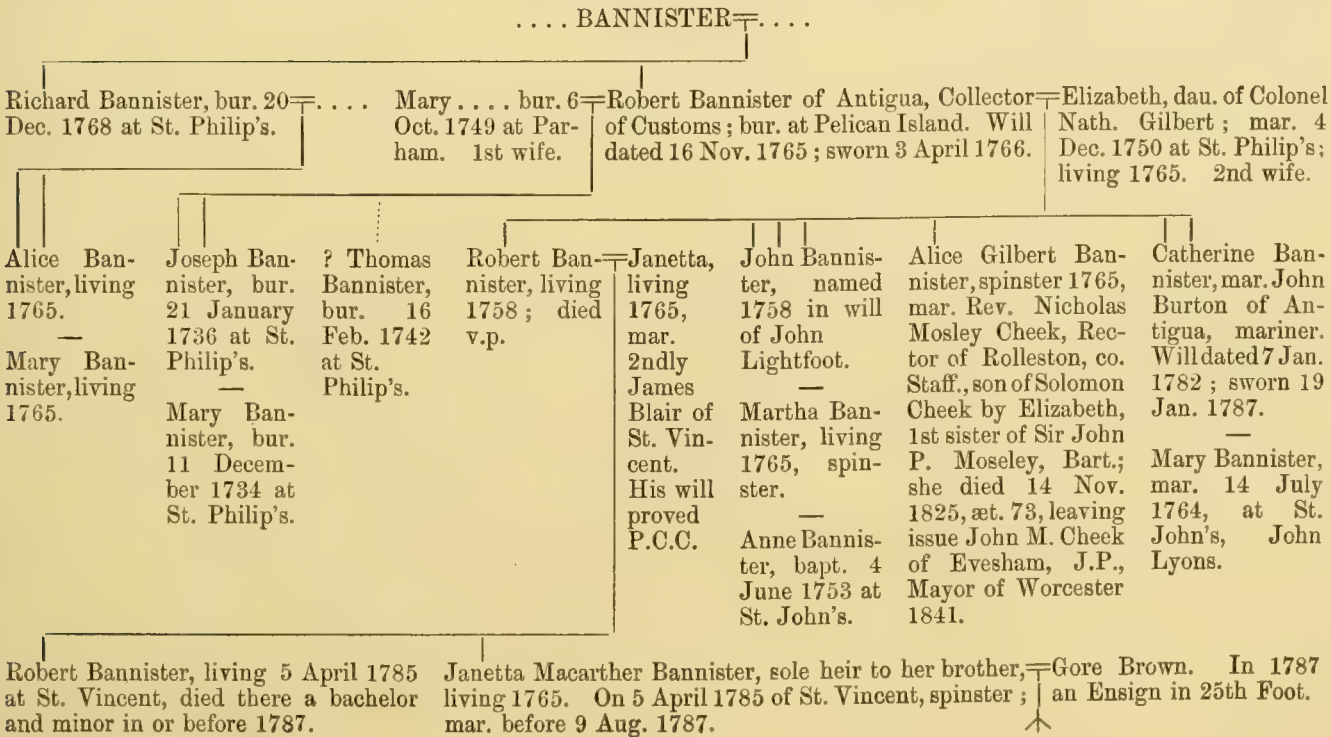 .... BANNISTER=....
Richard Bannister, bur. 20=....
Dec. 1768 at St. Philip's.
Mary .... bur. 6=
Oct. 1749 at Par-
ham. 1st wife.
Robert Bannister of Antigua, Collector=
of Customs; bur. at Pelican Island. Will
dated 16 Nov. 1765; sworn 3 April 1766.
Elizabeth, dau. of Colonel
Nath. Gilbert; mar. 4
Dec. 1750 at St. Philip's;
living 1765. 2nd wife.
Alice Ban-
nister, living
1765.
—
Mary Ban-
nister, living
1765.
Joseph Ban-
nister, bur.
21 January
1736 at St.
Philip's.
—
Mary Ban-
nister, bur.
11 Decem-
ber 1734 at
St. Philip's.
? Thomas
Bannister,
bur. 16
Feb. 1742
at St.
Philip's.
Robert Ban-=
nister, living
1758; died
v.p.
Janetta,
living
1765,
mar.
2ndly
James
Blair of
St. Vin-
cent.
His will
proved
P.C.C.
John Bannis-
ter, named
1758 in will
of John
Lightfoot.
—
Martha Ban-
nister, living
1765, spin-
ster.
—
Anne Bannis-
ter, bapt. 4
June 1753 at
St. John's.
Alice Gilbert Ban-
nister, spinster 1765,
mar. Rev. Nicholas
Mosley Cheek, Rec-
tor of Rolleston, co.
Staff., son of Solomon
Cheek by Elizabeth,
1st sister of Sir John
P. Moseley, Bart.;
she died 14 Nov.
1825, æt. 73, leaving
issue John M. Cheek
of Evesham, J.P.,
Mayor of Worcester
1841.
Catherine Ban-
nister, mar. John
Burton of An-
tigua, mariner.
Will dated 7 Jan.
1782; sworn 19
Jan. 1787.
—
Mary Bannister,
mar. 14 July
1764, at St.
John's, John
Lyons.
Robert Bannister, living 5 April 1785
at St. Vincent, died there a bachelor
and minor in or before 1787.
Janetta Macarther Bannister, sole heir to her brother,=
living 1765. On 5 April 1785 of St. Vincent, spinster;
mar. before 9 Aug. 1787.
Gore Brown. In 1787
an Ensign in 25th Foot.